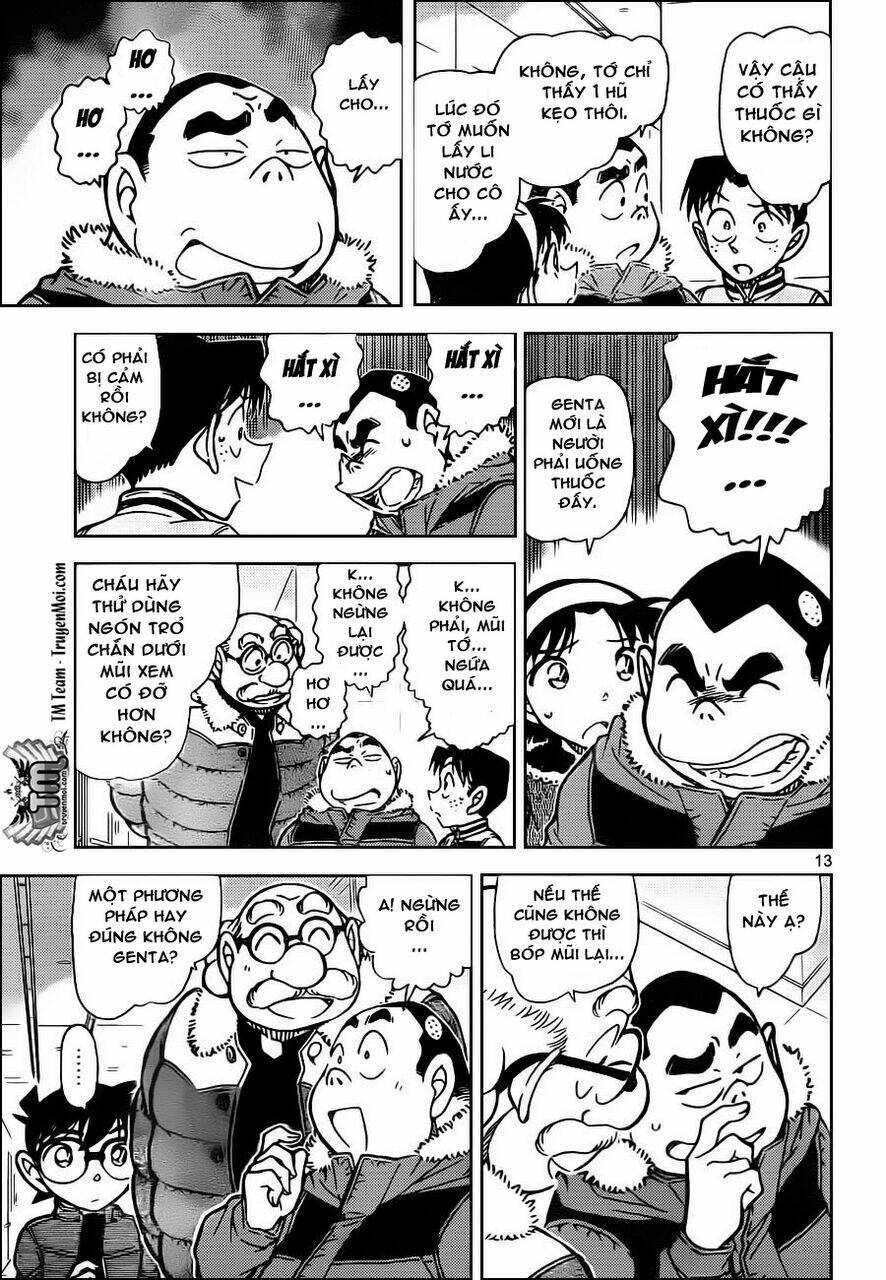 VẬY CÂU
CÓ THẤY
THUỐC GÌ
KHÔNG?
KHÔNG, TỚ CHỈ
THẤY 1 HŨ
KẸO THÔI.
LÚC ĐÓ
TỚ MUỐN
LẤY LI
NƯỚC
CHO CÔ
ẤY...
LẤY
CHO...
HƠ
...
HƠ
...
HẮT
XÌ!!!
...
GENTA
MỚI LÀ
NGƯỜI
PHẢI UỐNG
THUỐC
ĐẤY.
HẮT XÌ
...
HẮT XÌ
...
CÓ PHẢI
BỊ CẢM
RỒI
KHÔNG?
K...
KHÔNG
PHẢI, MŨI
TỚ...
NGỨA
QUÁ...
K...
KHÔNG
NGỪNG
LẠI
ĐƯỢC
...
HƠ
HƠ
...
CHÁU HÃY
THỬ DÙNG
NGÓN TRỎ
CHẮN DƯỚI
MŨI XEM
CÓ ĐỠ
HƠN
KHÔNG?
TM Team - TruyenMoi.com
TM
truyenmoi.com
13
THẾ
NÀY Ạ?
NẾU THẾ
CŨNG KHÔNG
ĐƯỢC THÌ
BÓP MŨI LẠI...
A! NGỪNG
RỒI
...
MỘT PHƯƠNG
PHÁP HAY
ĐÚNG KHÔNG
GENTA?
......